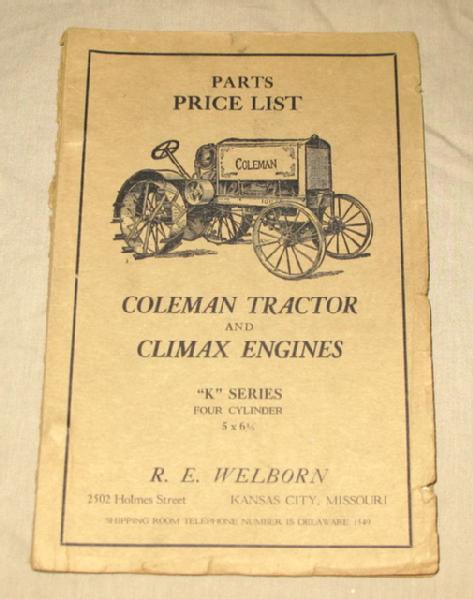 PARTS
PRICE LIST
COLEMAN
COLEMAN TRACTOR
AND
CLIMAX ENGINES
"K" SERIES
FOUR CYLINDER
5 x 6½
R. E. WELBORN
2502 Holmes Street KANSAS CITY, MISSOURI
SHIPPING ROOM TELEPHONE NUMBER IS DELAWARE 1549